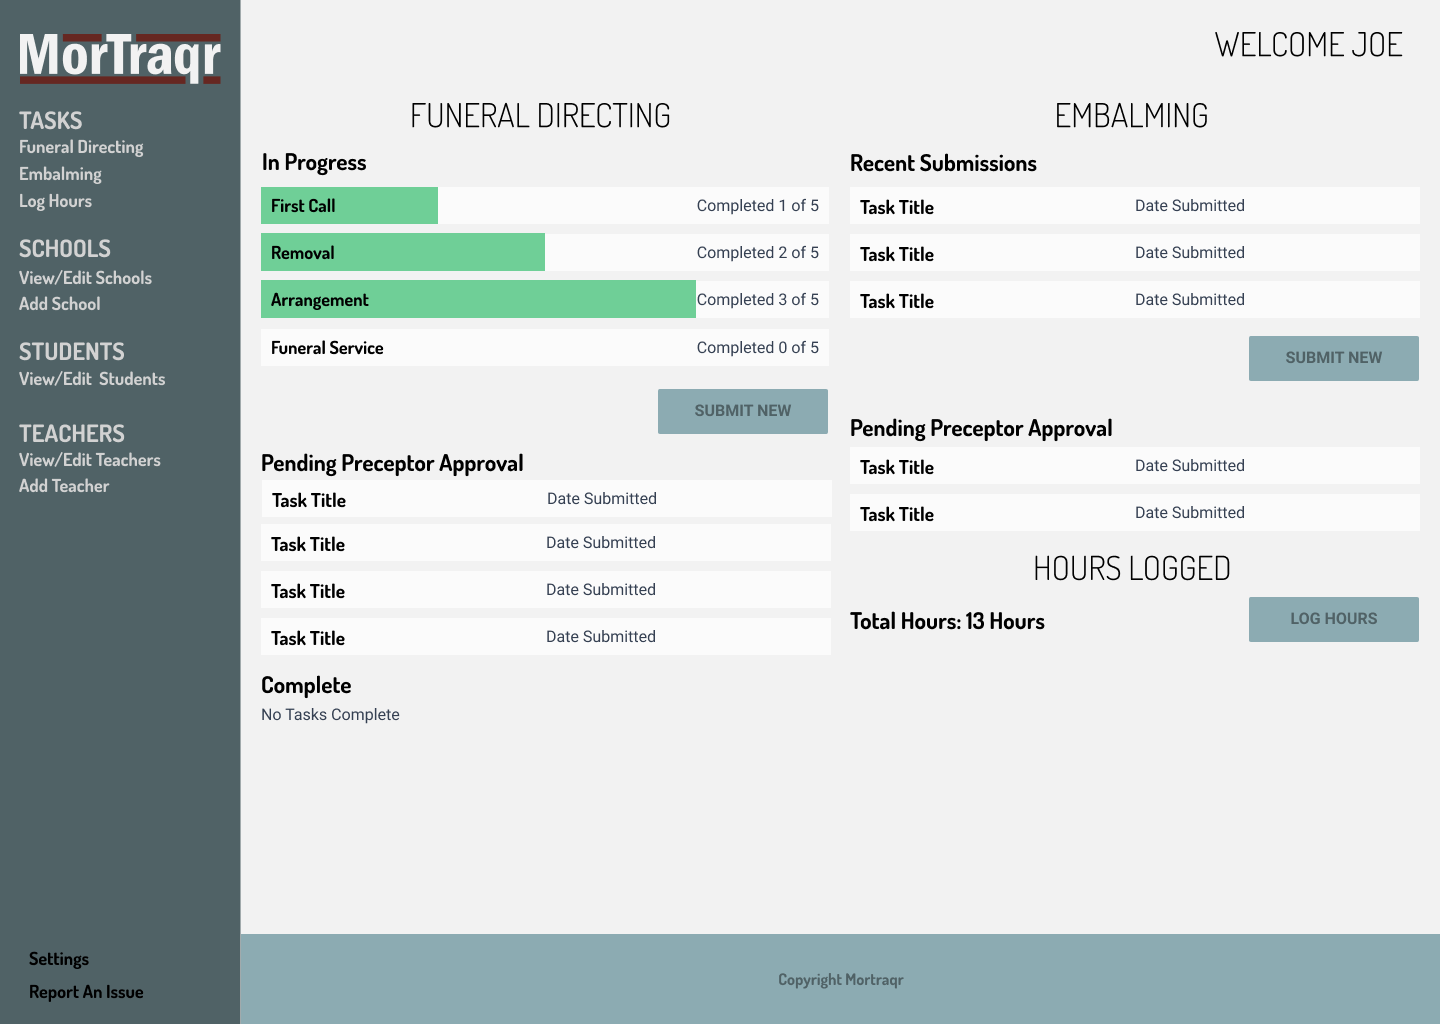 MorTraqr
TASKS
Funeral Directing
Embalming
Log Hours
SCHOOLS
View/Edit Schools
Add School
STUDENTS
View/Edit Students
TEACHERS
View/Edit Teachers
Add Teacher
Settings
Report An Issue
WELCOME JOE
FUNERAL DIRECTING
In Progress
First Call Completed 1 of 5
Removal Completed 2 of 5
Arrangement Completed 3 of 5
Funeral Service Completed 0 of 5
SUBMIT NEW
Pending Preceptor Approval
Task Title Date Submitted
Task Title Date Submitted
Task Title Date Submitted
Task Title Date Submitted
Complete
No Tasks Complete
EMBALMING
Recent Submissions
Task Title Date Submitted
Task Title Date Submitted
Task Title Date Submitted
SUBMIT NEW
Pending Preceptor Approval
Task Title Date Submitted
Task Title Date Submitted
HOURS LOGGED
Total Hours: 13 Hours
LOG HOURS
Copyright Mortraqr